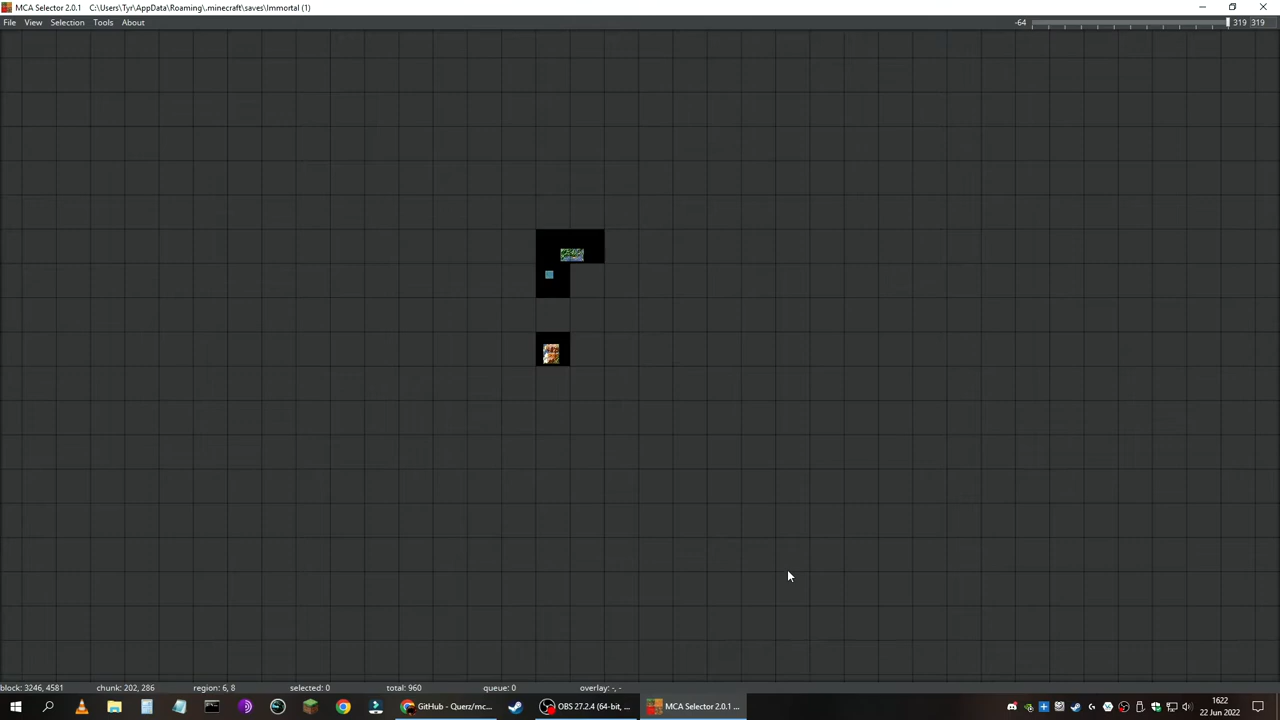 MCA Selector 2.0.1 C:\Users\Tyr\AppData\Roaming\.minecraft\saves\Immortal (1)
File View Selection Tools About -64 319 319
block: 3246, 4581 chunk: 202, 286 region: 6, 8 selected: 0 total: 960 queue: 0 overlay: -, -
GitHub - Querz/mc... OBS 27.2.4 (64-bit, ... MCA Selector 2.0.1 ...
16:22
22 Jun 2022